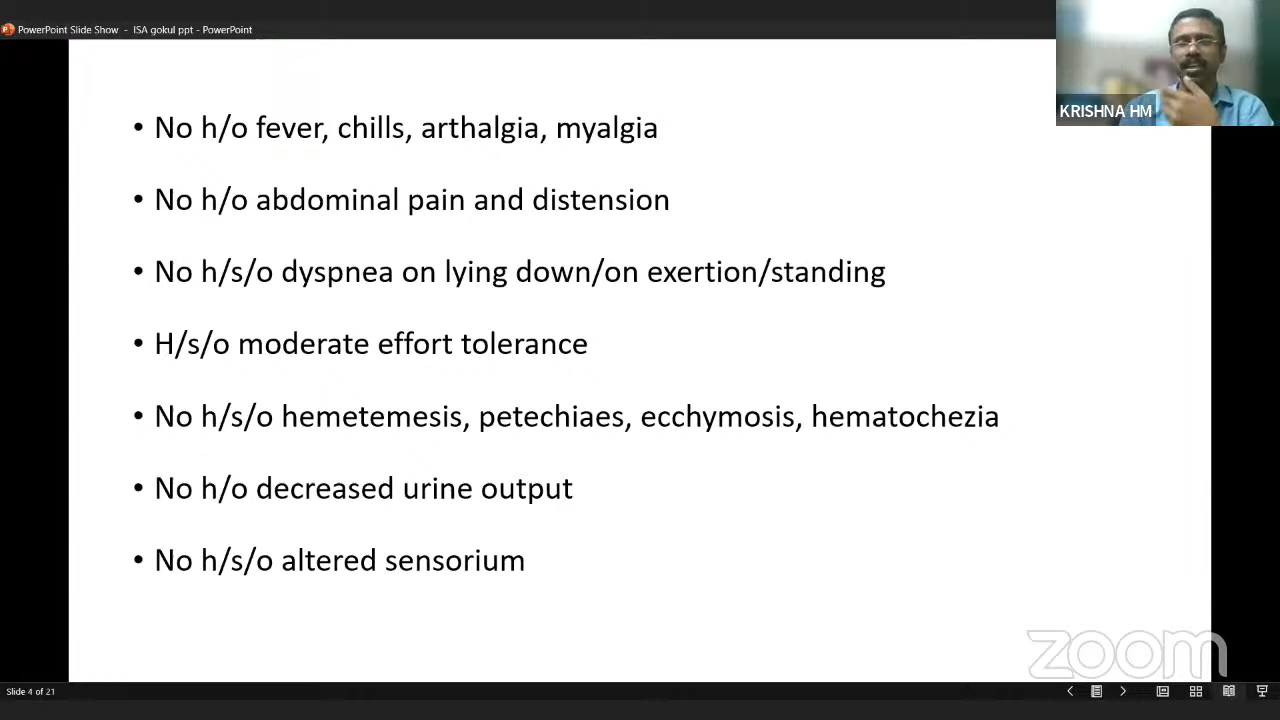 PowerPoint Slide Show - ISA gokul ppt - PowerPoint
KRISHNA HM
• No h/o fever, chills, arthalgia, myalgia
• No h/o abdominal pain and distension
• No h/s/o dyspnea on lying down/on exertion/standing
• H/s/o moderate effort tolerance
• No h/s/o hemetemesis, petechiaes, ecchymosis, hematochezia
• No h/o decreased urine output
• No h/s/o altered sensorium
zoom
Slide 4 of 21